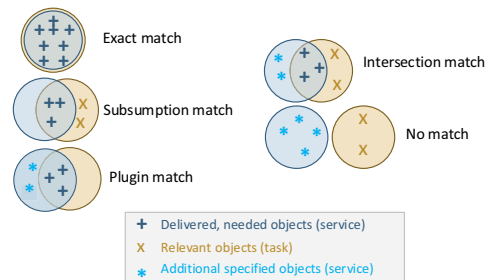 Exact match
Subsumption match
Plugin match
Intersection match
No match
+ Delivered, needed objects (service)
x Relevant objects (task)
* Additional specified objects (service)